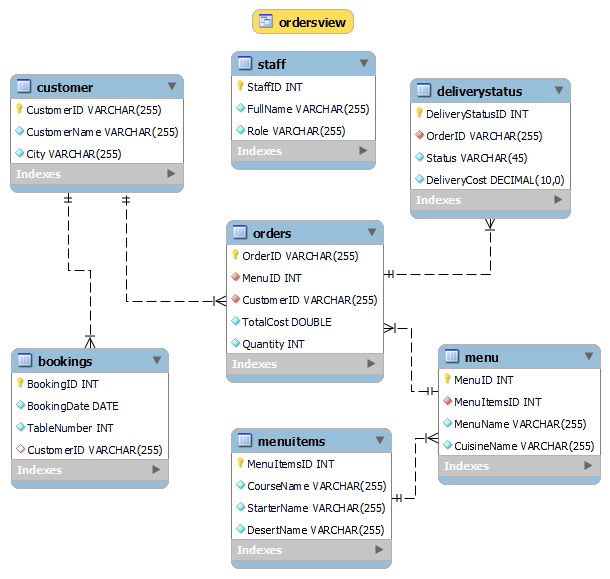 ordersview
staff
StaffID INT
FullName VARCHAR(255)
Role VARCHAR(255)
Indexes
customer
CustomerID VARCHAR(255)
CustomerName VARCHAR(255)
City VARCHAR(255)
Indexes
deliverystatus
DeliveryStatusID INT
OrderID VARCHAR(255)
Status VARCHAR(45)
DeliveryCost DECIMAL(10,0)
Indexes
orders
OrderID VARCHAR(255)
MenuID INT
CustomerID VARCHAR(255)
TotalCost DOUBLE
Quantity INT
Indexes
bookings
BookingID INT
BookingDate DATE
TableNumber INT
CustomerID VARCHAR(255)
Indexes
menu
MenuID INT
MenuItemsID INT
MenuName VARCHAR(255)
CuisineName VARCHAR(255)
Indexes
menuitems
MenuItemsID INT
CourseName VARCHAR(255)
StarterName VARCHAR(255)
DesertName VARCHAR(255)
Indexes